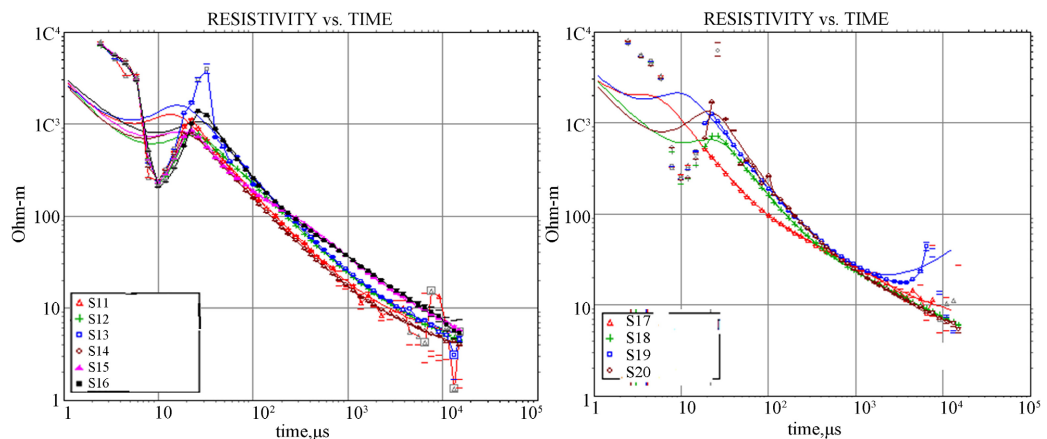 RESISTIVITY vs. TIME
1C⁴
1C³
100
10
1
Ohm-m
S11
S12
S13
S14
S15
S16
1
10
10²
10³
10⁴
10⁵
time,μs
RESISTIVITY vs. TIME
1C⁴
1C³
100
10
1
Ohm-m
S17
S18
S19
S20
1
10
10²
10³
10⁴
10⁵
time,μs